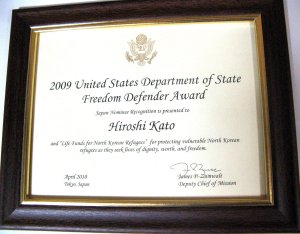 2009 United States Department of State
Freedom Defender Award
Japan Nominee Recognition is presented to
Hiroshi Kato
and "Life Funds for North Korean Refugees" for protecting vulnerable North Korean
refugees as they seek lives of dignity, worth, and freedom.
April 2010
Tokyo, Japan
James P. Zumwalt
Deputy Chief of Mission